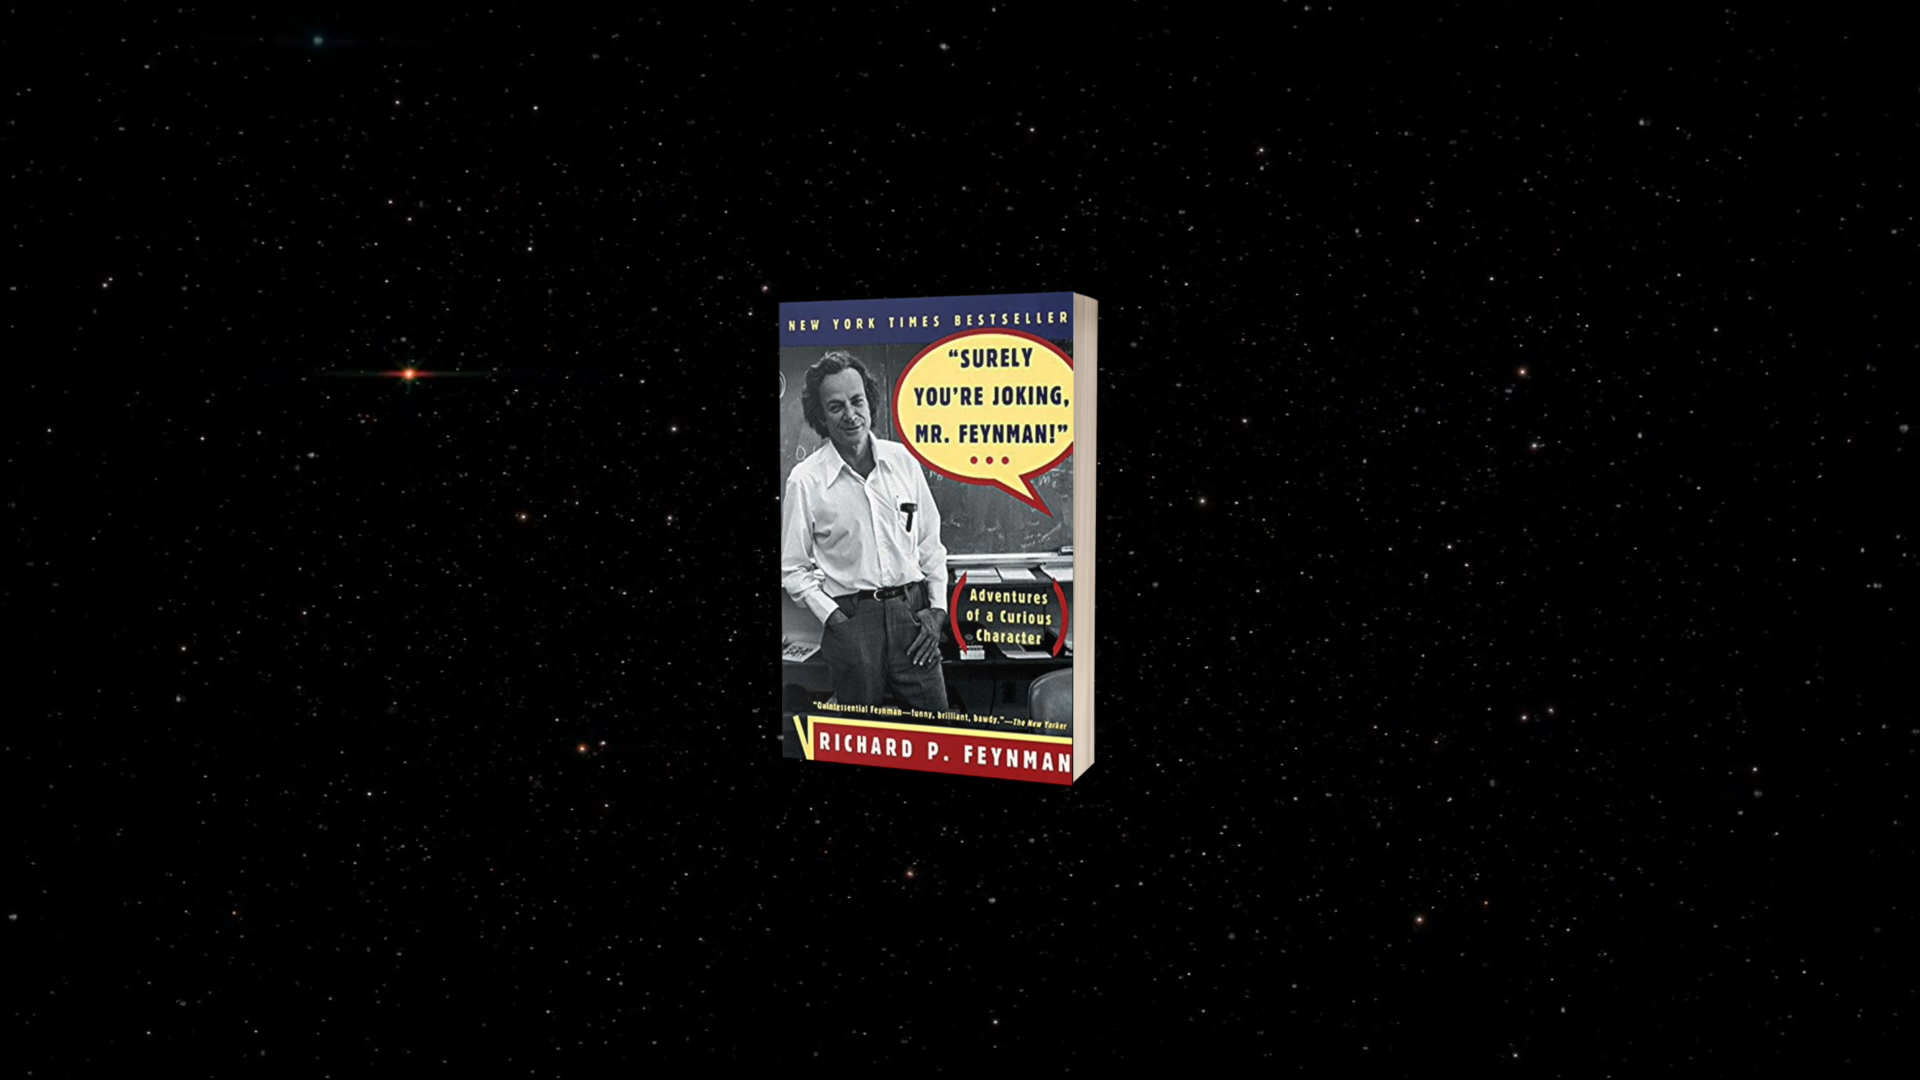 NEW YORK TIMES BESTSELLER
“SURELY
YOU’RE JOKING,
MR. FEYNMAN!”
Adventures
of a Curious
Character
“Quintessential Feynman—funny, brilliant, bawdy.”—The New Yorker
RICHARD P. FEYNMAN